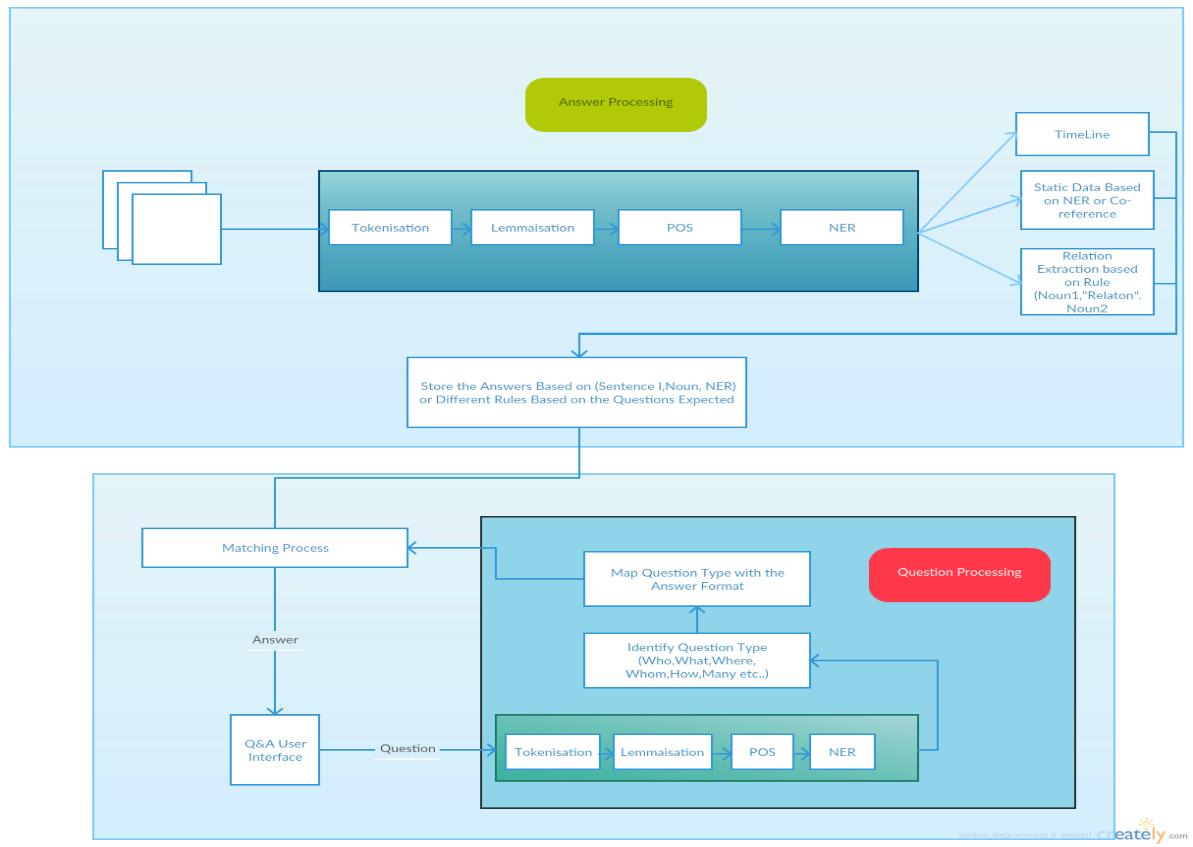 Answer Processing
TimeLine
Static Data Based
on NER or Co-
reference
Tokenisation
Lemmaisation
POS
NER
Relation
Extraction based
on Rule
(Noun1,"Relaton".
Noun2
Store the Answers Based on (Sentence I,Noun, NER)
or Different Rules Based on the Questions Expected
Matching Process
Map Question Type with the
Answer Format
Question Processing
Answer
Identify Question Type
(Who,What,Where,
Whom,How,Many etc..)
Q&A User
Interface
Question
Tokenisation
Lemmaisation
POS
NER
[online diagramming & design] creately.com